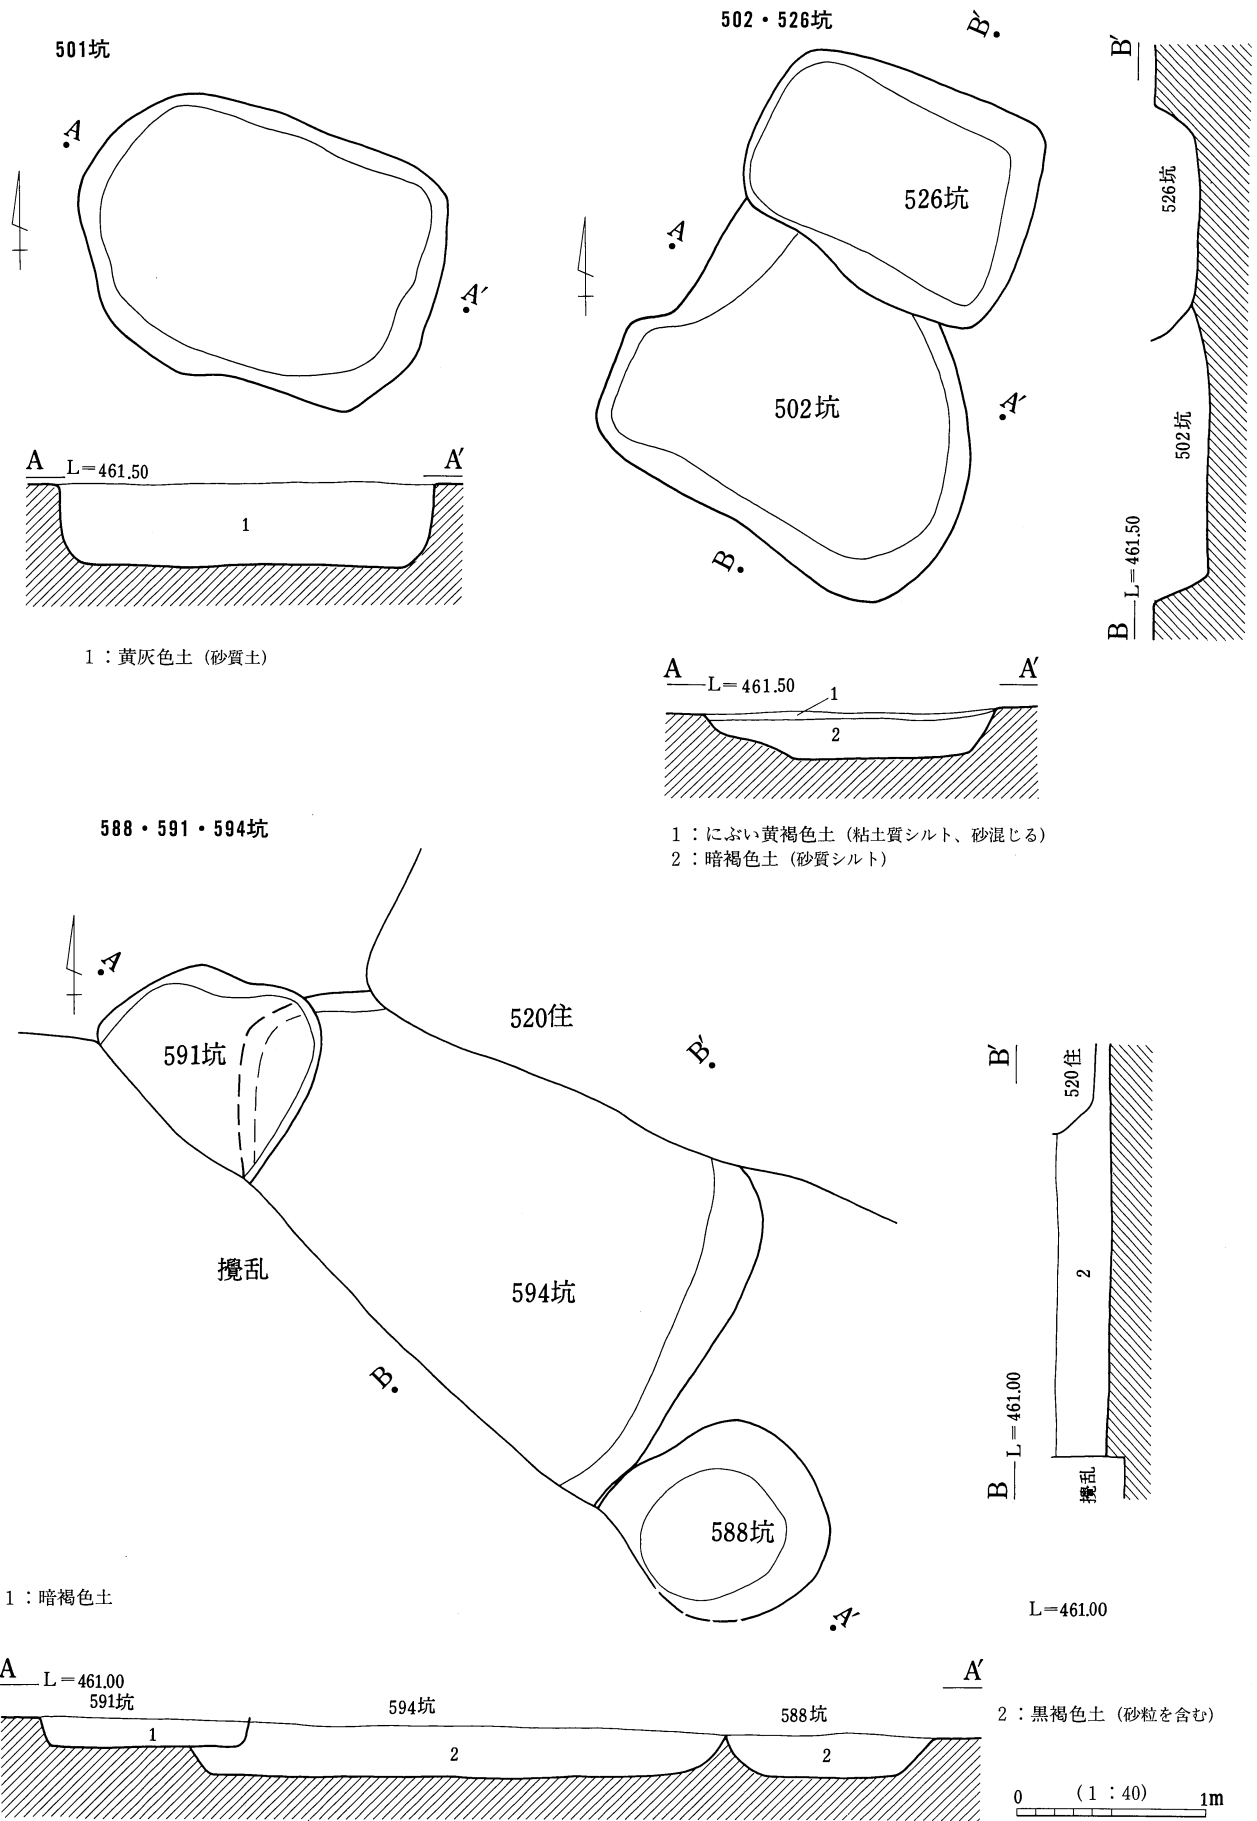 501坑
A
A′
A L=461.50 A′
1
1：黄灰色土（砂質土）
502・526坑
B′
526坑
A
502坑
A′
B
B′
526坑
502坑
B L=461.50
A L=461.50 A′
1
2
1：にぶい黄褐色土（粘土質シルト、砂混じる）
2：暗褐色土（砂質シルト）
588・591・594坑
A
520住
B′
591坑
攪乱
594坑
B
588坑
A′
B′
520住
2
B L=461.00
攪乱
1：暗褐色土
L=461.00
A L=461.00 A′
591坑 594坑 588坑
1
2 2
2：黒褐色土（砂粒を含む）
0 （1：40） 1m